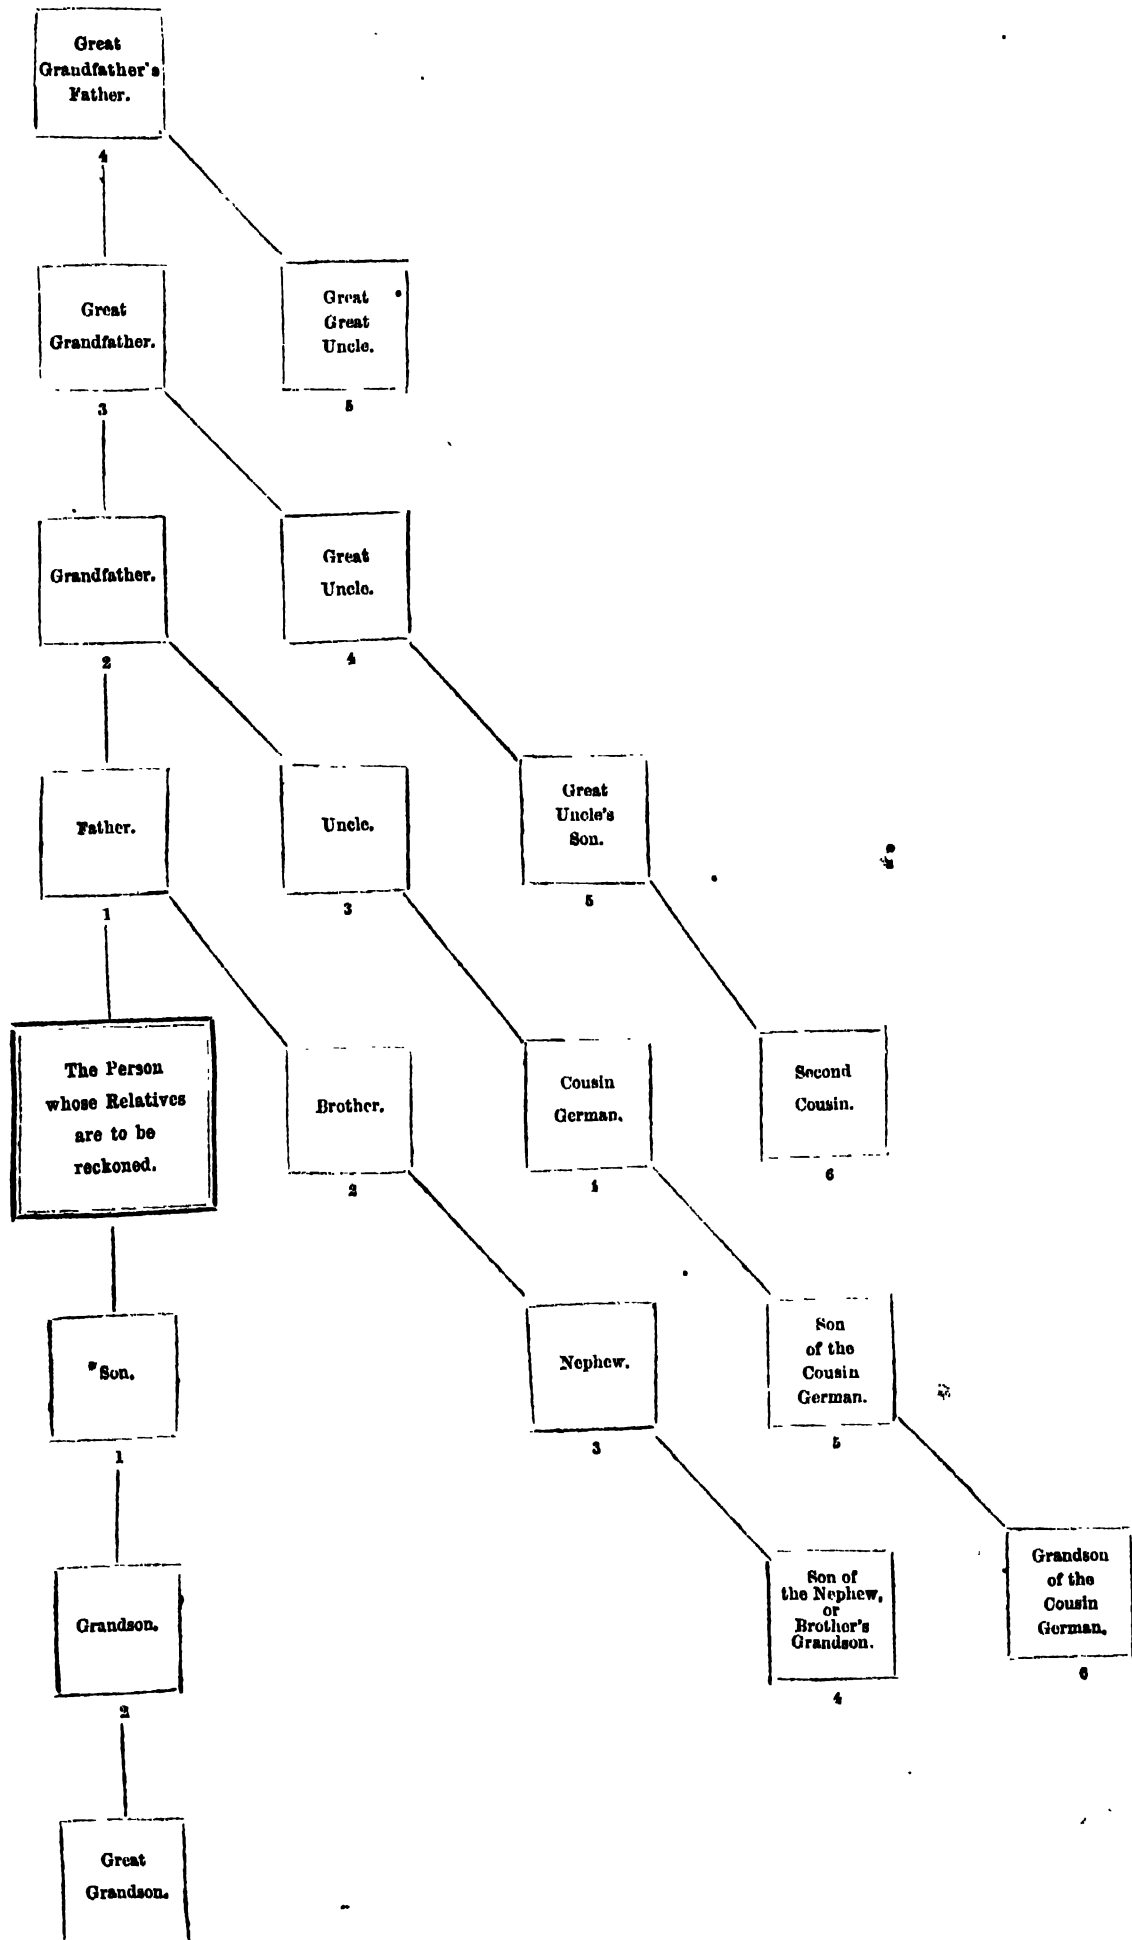 Great
Grandfather's
Father.
4
Great
Grandfather.
3
Great
Great
Uncle.
5
Grandfather.
2
Great
Uncle.
4
Father.
1
Uncle.
3
Great
Uncle's
Son.
5
The Person
whose Relatives
are to be
reckoned.
Brother.
2
Cousin
German.
4
Second
Cousin.
6
Son.
1
Nephew.
3
Son
of the
Cousin
German.
5
Grandson.
2
Son of
the Nephew,
or
Brother's
Grandson.
4
Grandson
of the
Cousin
German.
6
Great
Grandson.